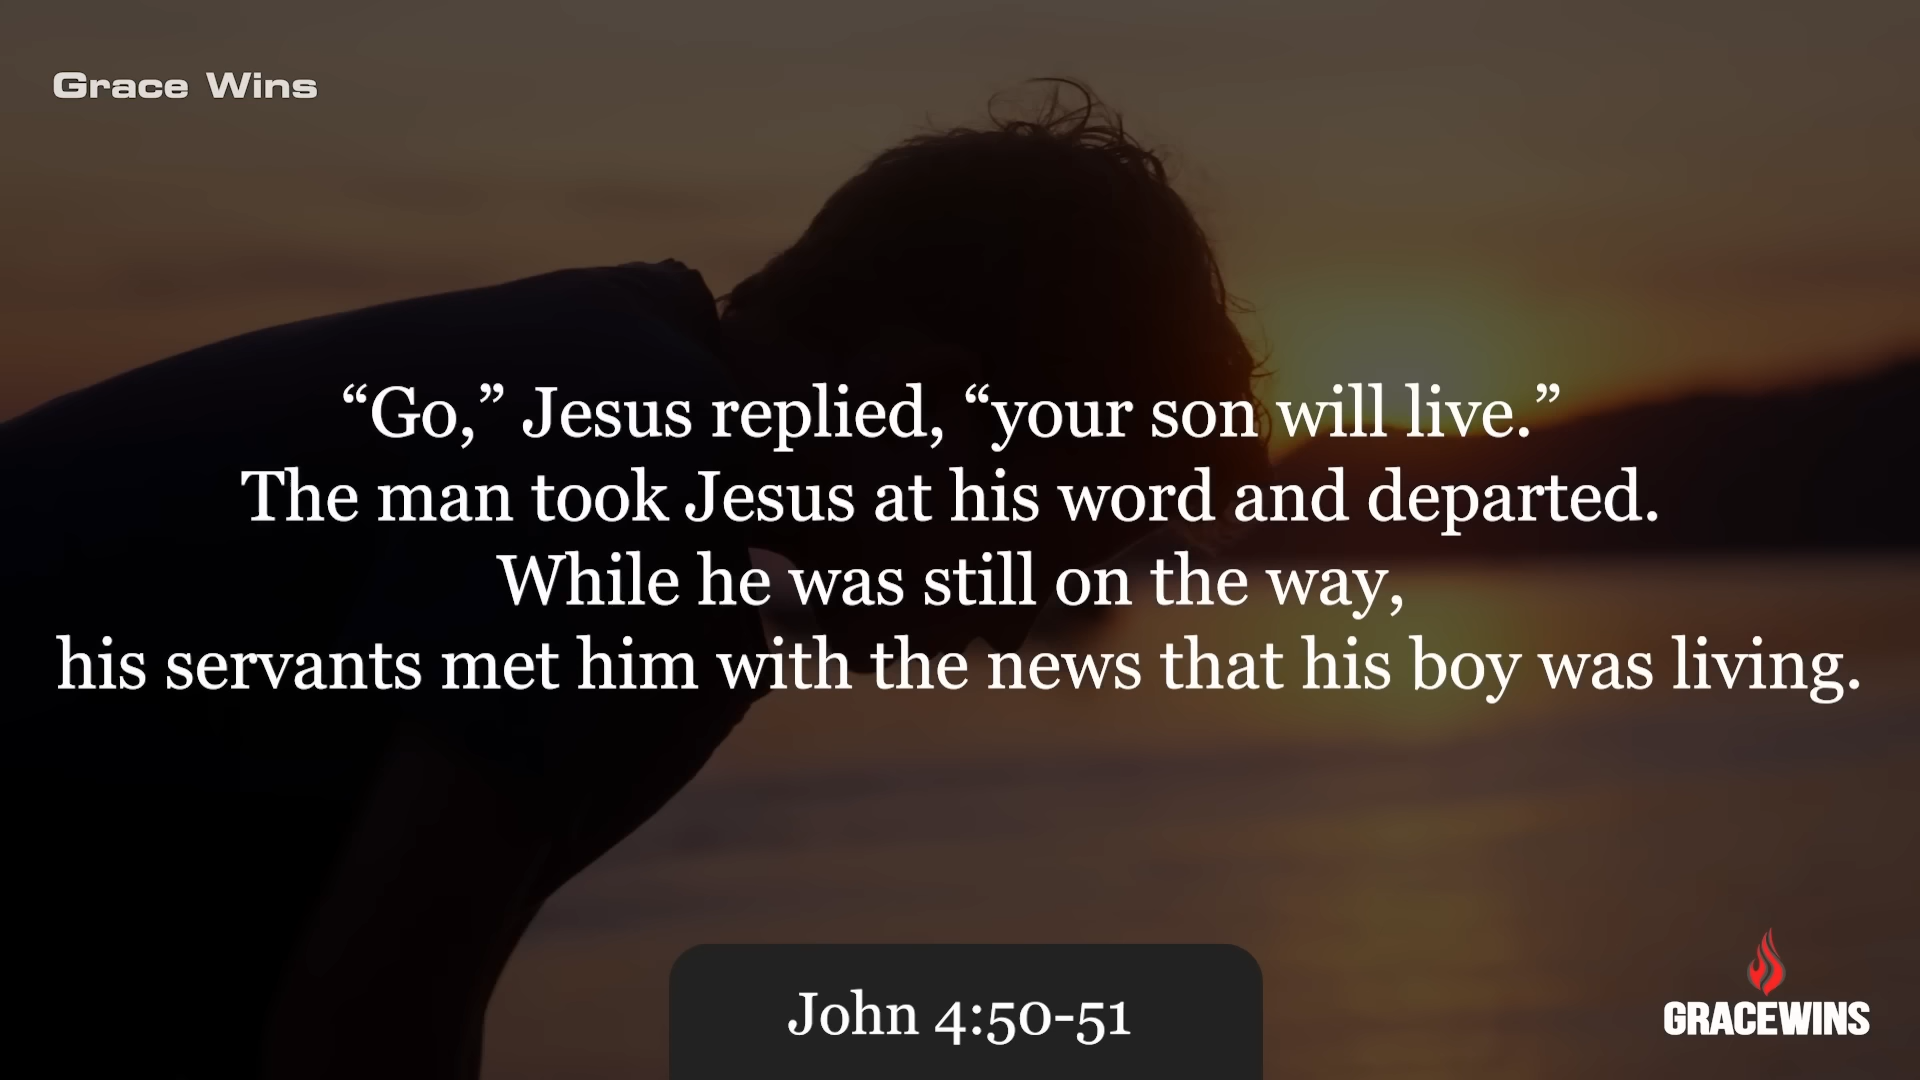 Grace Wins
“Go,” Jesus replied, “your son will live.”
The man took Jesus at his word and departed.
While he was still on the way,
his servants met him with the news that his boy was living.
John 4:50-51
GRACEWINS